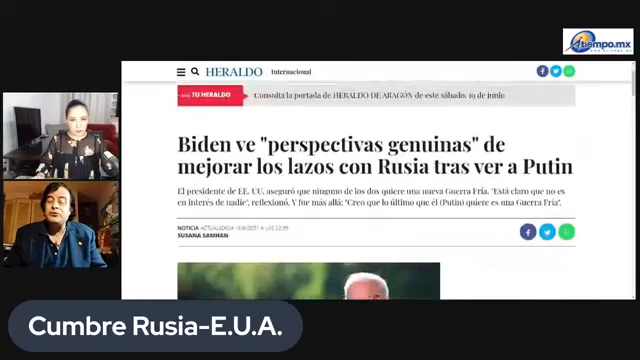 atiempo.mx
HERALDO Internacional
TU HERALDO Consulta la portada de HERALDO DE ARAGÓN de este sábado, 19 de junio
Biden ve "perspectivas genuinas" de
mejorar los lazos con Rusia tras ver a Putin
El presidente de EE. UU. aseguró que ninguno de los dos quiere una nueva Guerra Fría. "Está claro que no es
en interés de nadie", reflexionó. Y fue más allá: "Creo que lo último que él (Putin) quiere es una Guerra Fría".
NOTICIA ACTUALIZADA A LAS
SUSANA SAMHAN
Cumbre Rusia-E.U.A.